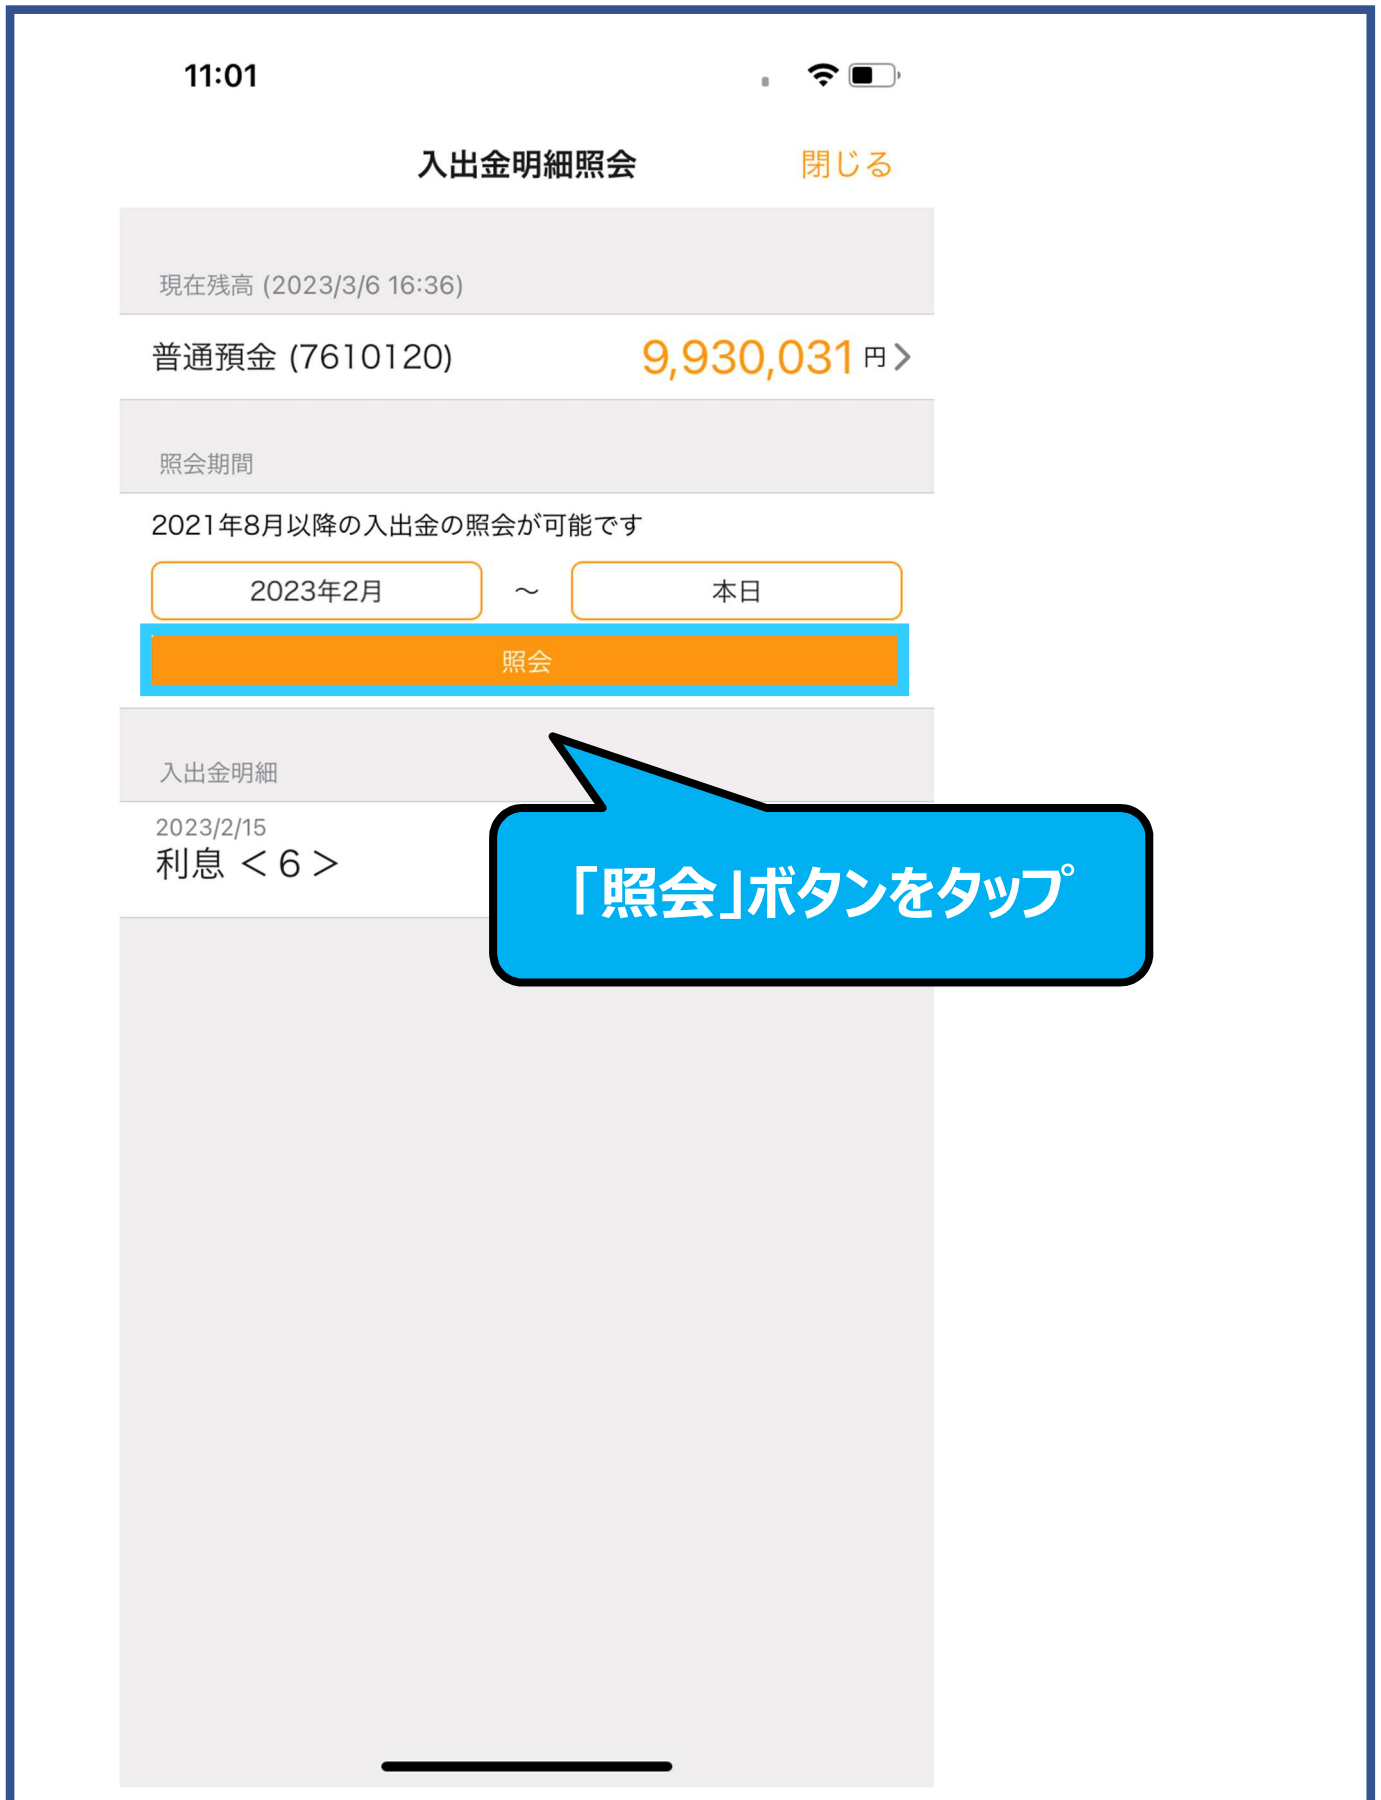 11:01
入出金明細照会
閉じる
現在残高 (2023/3/6 16:36)
普通預金 (7610120)
9,930,031 円
照会期間
2021年8月以降の入出金の照会が可能です
2023年2月 ～ 本日
照会
入出金明細
2023/2/15
利息 ＜６＞
「照会」ボタンをタップ